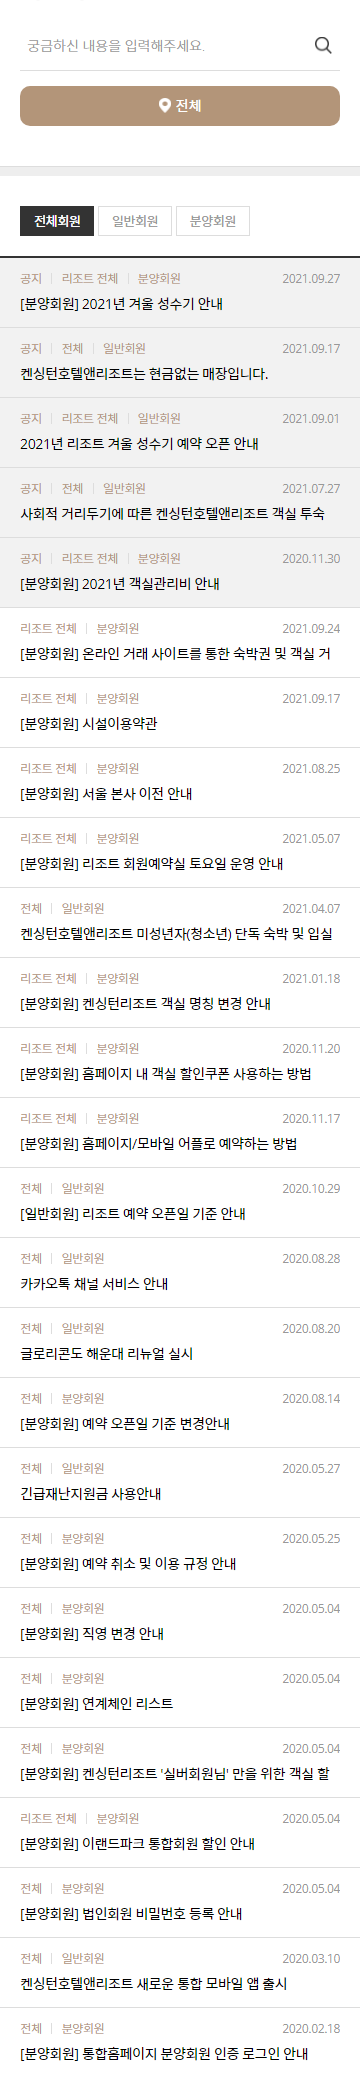 궁금하신 내용을 입력해주세요.
전체
전체회원 일반회원 분양회원
공지 리조트 전체 분양회원 2021.09.27
[분양회원] 2021년 겨울 성수기 안내
공지 전체 일반회원 2021.09.17
켄싱턴호텔앤리조트는 현금없는 매장입니다.
공지 리조트 전체 일반회원 2021.09.01
2021년 리조트 겨울 성수기 예약 오픈 안내
공지 전체 일반회원 2021.07.27
사회적 거리두기에 따른 켄싱턴호텔앤리조트 객실 투숙
공지 리조트 전체 분양회원 2020.11.30
[분양회원] 2021년 객실관리비 안내
리조트 전체 분양회원 2021.09.24
[분양회원] 온라인 거래 사이트를 통한 숙박권 및 객실 거
리조트 전체 분양회원 2021.09.17
[분양회원] 시설이용약관
리조트 전체 분양회원 2021.08.25
[분양회원] 서울 본사 이전 안내
리조트 전체 분양회원 2021.05.07
[분양회원] 리조트 회원예약실 토요일 운영 안내
전체 일반회원 2021.04.07
켄싱턴호텔앤리조트 미성년자(청소년) 단독 숙박 및 입실
리조트 전체 분양회원 2021.01.18
[분양회원] 켄싱턴리조트 객실 명칭 변경 안내
리조트 전체 분양회원 2020.11.20
[분양회원] 홈페이지 내 객실 할인쿠폰 사용하는 방법
리조트 전체 분양회원 2020.11.17
[분양회원] 홈페이지/모바일 어플로 예약하는 방법
전체 일반회원 2020.10.29
[일반회원] 리조트 예약 오픈일 기준 안내
전체 일반회원 2020.08.28
카카오톡 채널 서비스 안내
전체 일반회원 2020.08.20
글로리콘도 해운대 리뉴얼 실시
전체 분양회원 2020.08.14
[분양회원] 예약 오픈일 기준 변경안내
전체 일반회원 2020.05.27
긴급재난지원금 사용안내
전체 분양회원 2020.05.25
[분양회원] 예약 취소 및 이용 규정 안내
전체 분양회원 2020.05.04
[분양회원] 직영 변경 안내
전체 분양회원 2020.05.04
[분양회원] 연계체인 리스트
전체 분양회원 2020.05.04
[분양회원] 켄싱턴리조트 '실버회원님' 만을 위한 객실 할
리조트 전체 분양회원 2020.05.04
[분양회원] 이랜드파크 통합회원 할인 안내
전체 분양회원 2020.05.04
[분양회원] 법인회원 비밀번호 등록 안내
전체 일반회원 2020.03.10
켄싱턴호텔앤리조트 새로운 통합 모바일 앱 출시
전체 분양회원 2020.02.18
[분양회원] 통합홈페이지 분양회원 인증 로그인 안내